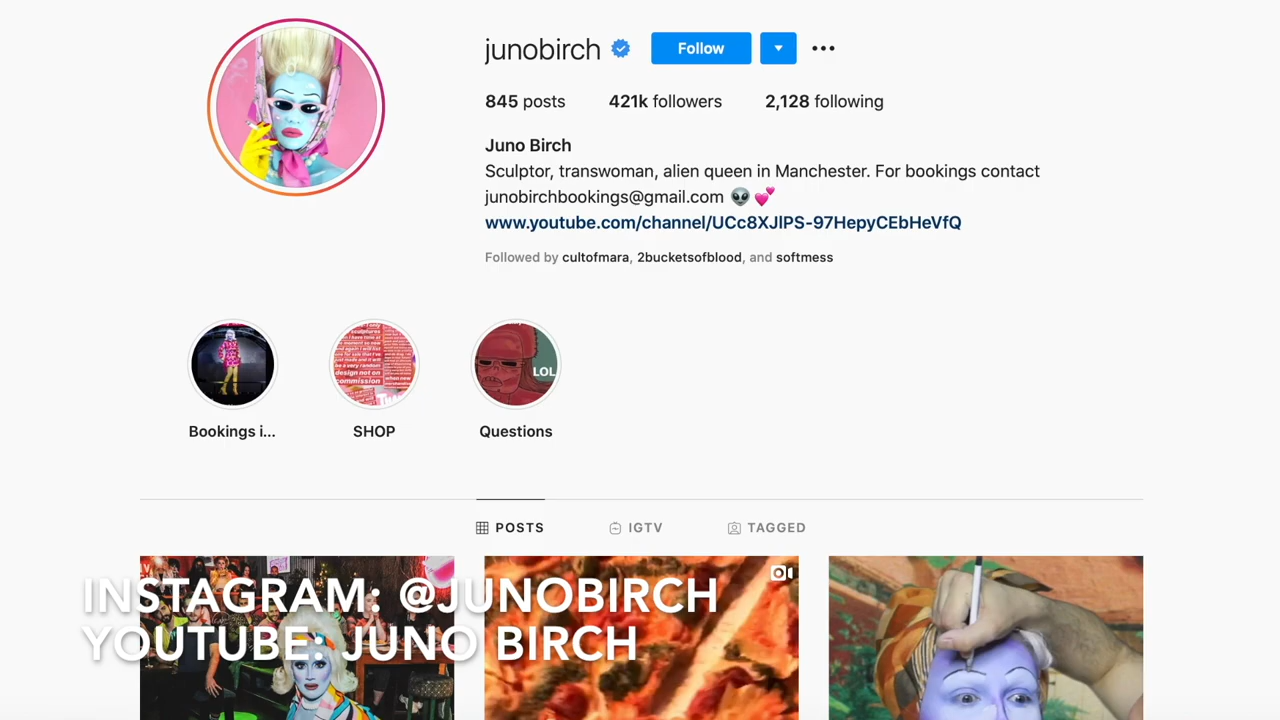 junobirch
Follow
845 posts 421k followers 2,128 following
Juno Birch
Sculptor, transwoman, alien queen in Manchester. For bookings contact
junobirchbookings@gmail.com 👽 💕
www.youtube.com/channel/UCc8XJlPS-97HepyCEbHeVfQ
Followed by cultofmara, 2bucketsofblood, and softmess
LOL
Bookings i... SHOP Questions
POSTS IGTV TAGGED
INSTAGRAM: @JUNOBIRCH
YOUTUBE: JUNO BIRCH